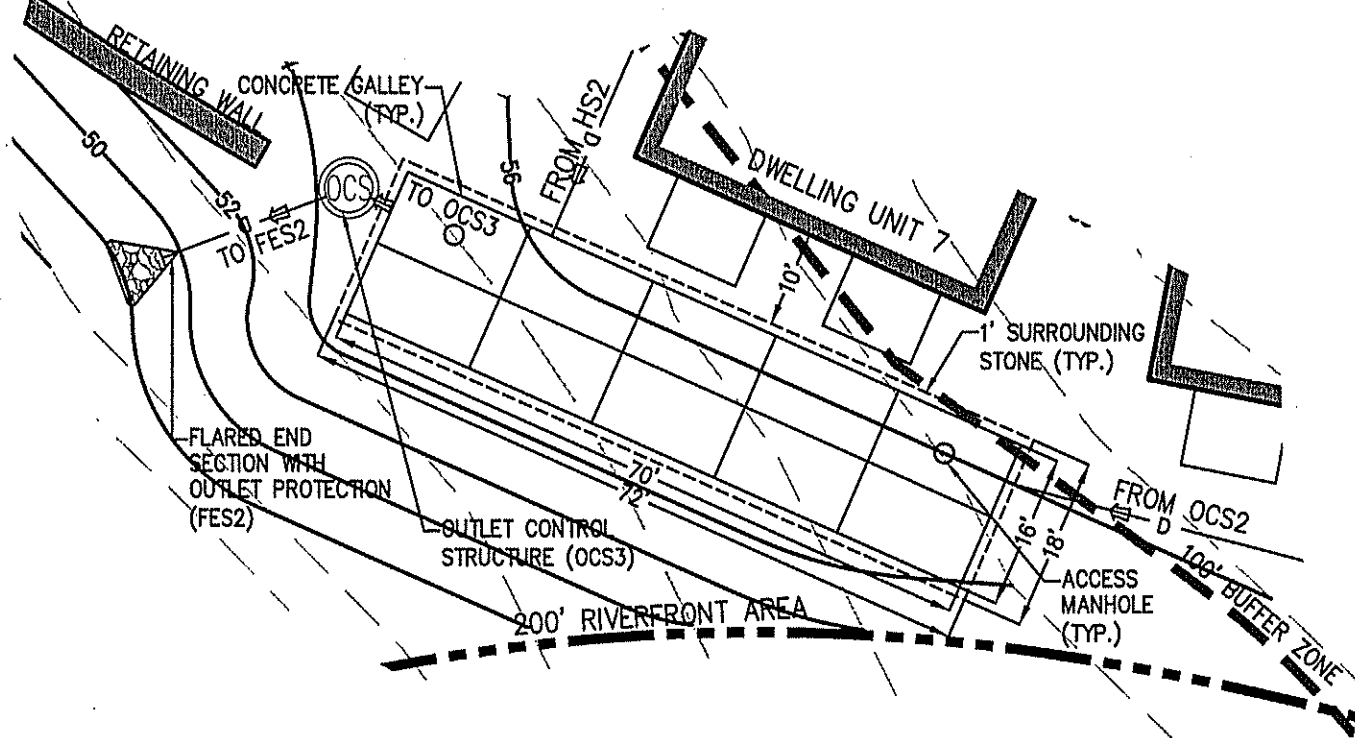 RETAINING WALL
CONCRETE GALLEY
(TYP.)
FROM HS2
D
DWELLING UNIT 7
50
52
56
OCS
D
TO FES2
TO OCS3
10'
1' SURROUNDING
STONE (TYP.)
FLARED END
SECTION WITH
OUTLET PROTECTION
(FES2)
70'
72'
OUTLET CONTROL
STRUCTURE (OCS3)
16'
18'
FROM OCS2
D
ACCESS
MANHOLE
(TYP.)
100' BUFFER ZONE
200' RIVERFRONT AREA